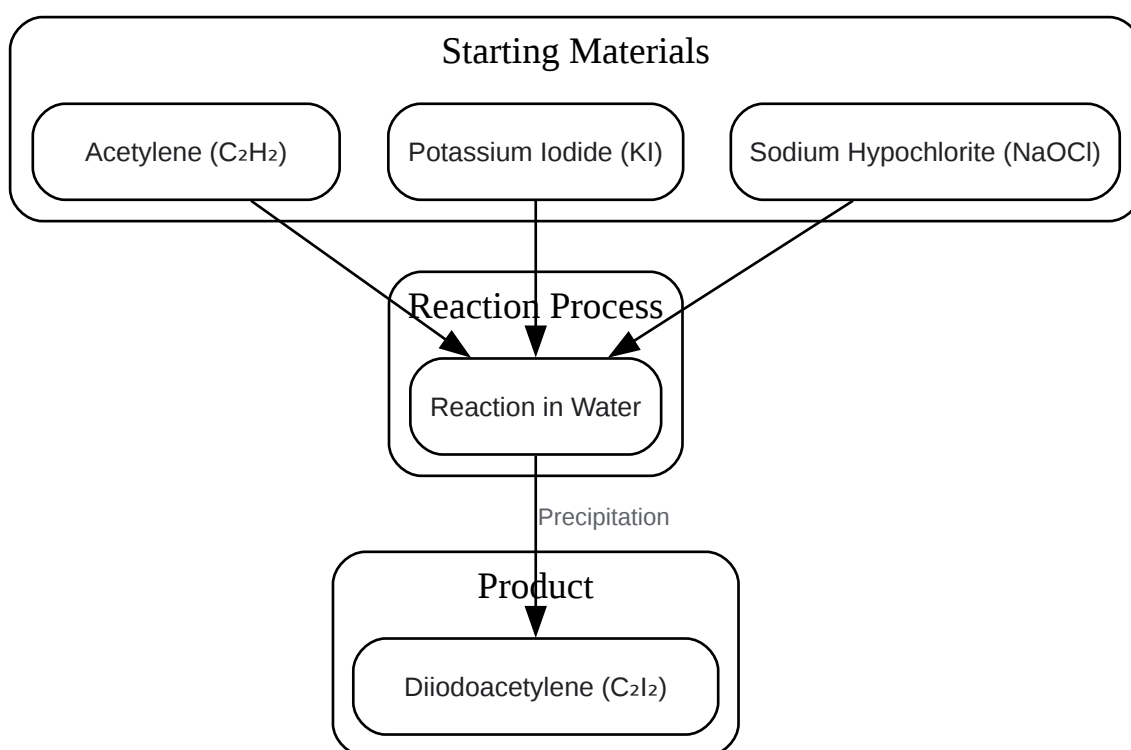 Starting Materials
Acetylene (C₂H₂)
Potassium Iodide (KI)
Sodium Hypochlorite (NaOCl)
Reaction Process
Reaction in Water
Precipitation
Product
Diiodoacetylene (C₂I₂)